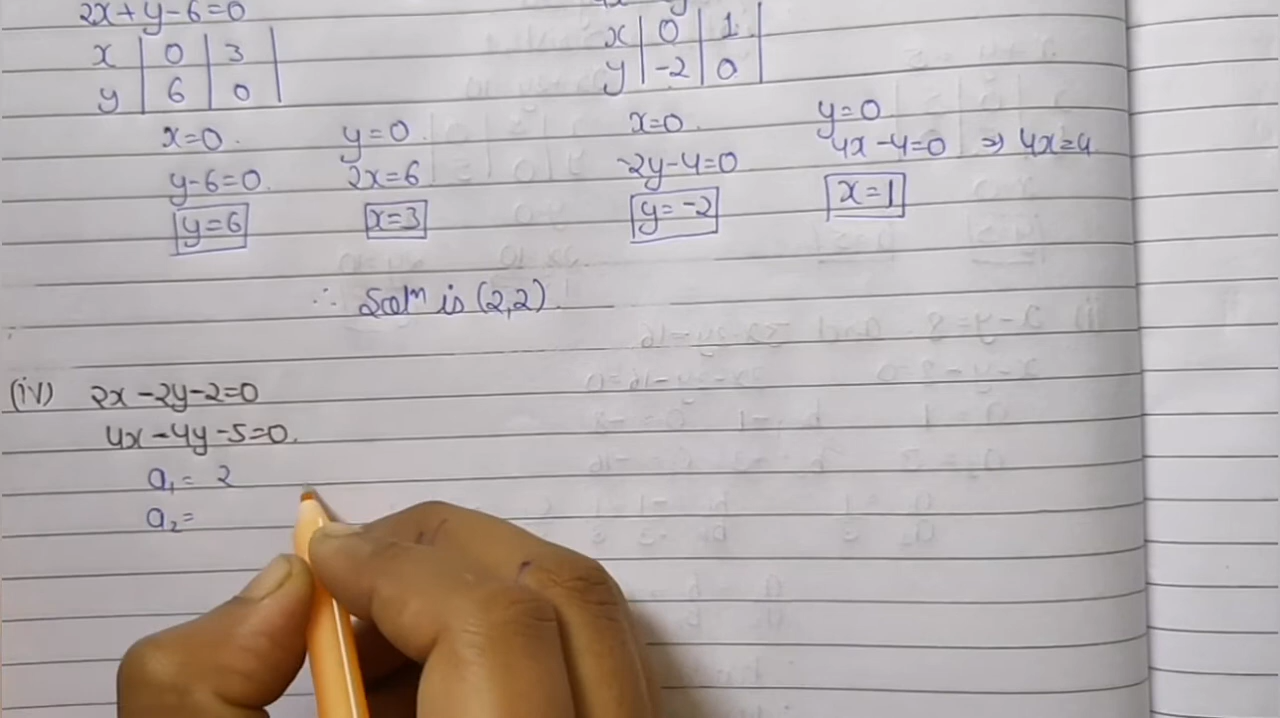 2x+y-6=0
x | 0 | 3 |
y | 6 | 0 |
x | 0 | 1 |
y | -2 | 0 |
x=0. y=0.
y-6=0. 2x=6
y=6 x=3
x=0. y=0
-2y-4=0 4x-4=0 ⇒ 4x=4
y=-2 x=1
∴ Solⁿ is (2,2).
(iv) 2x-2y-2=0
4x-4y-5=0.
a₁= 2
a₂=